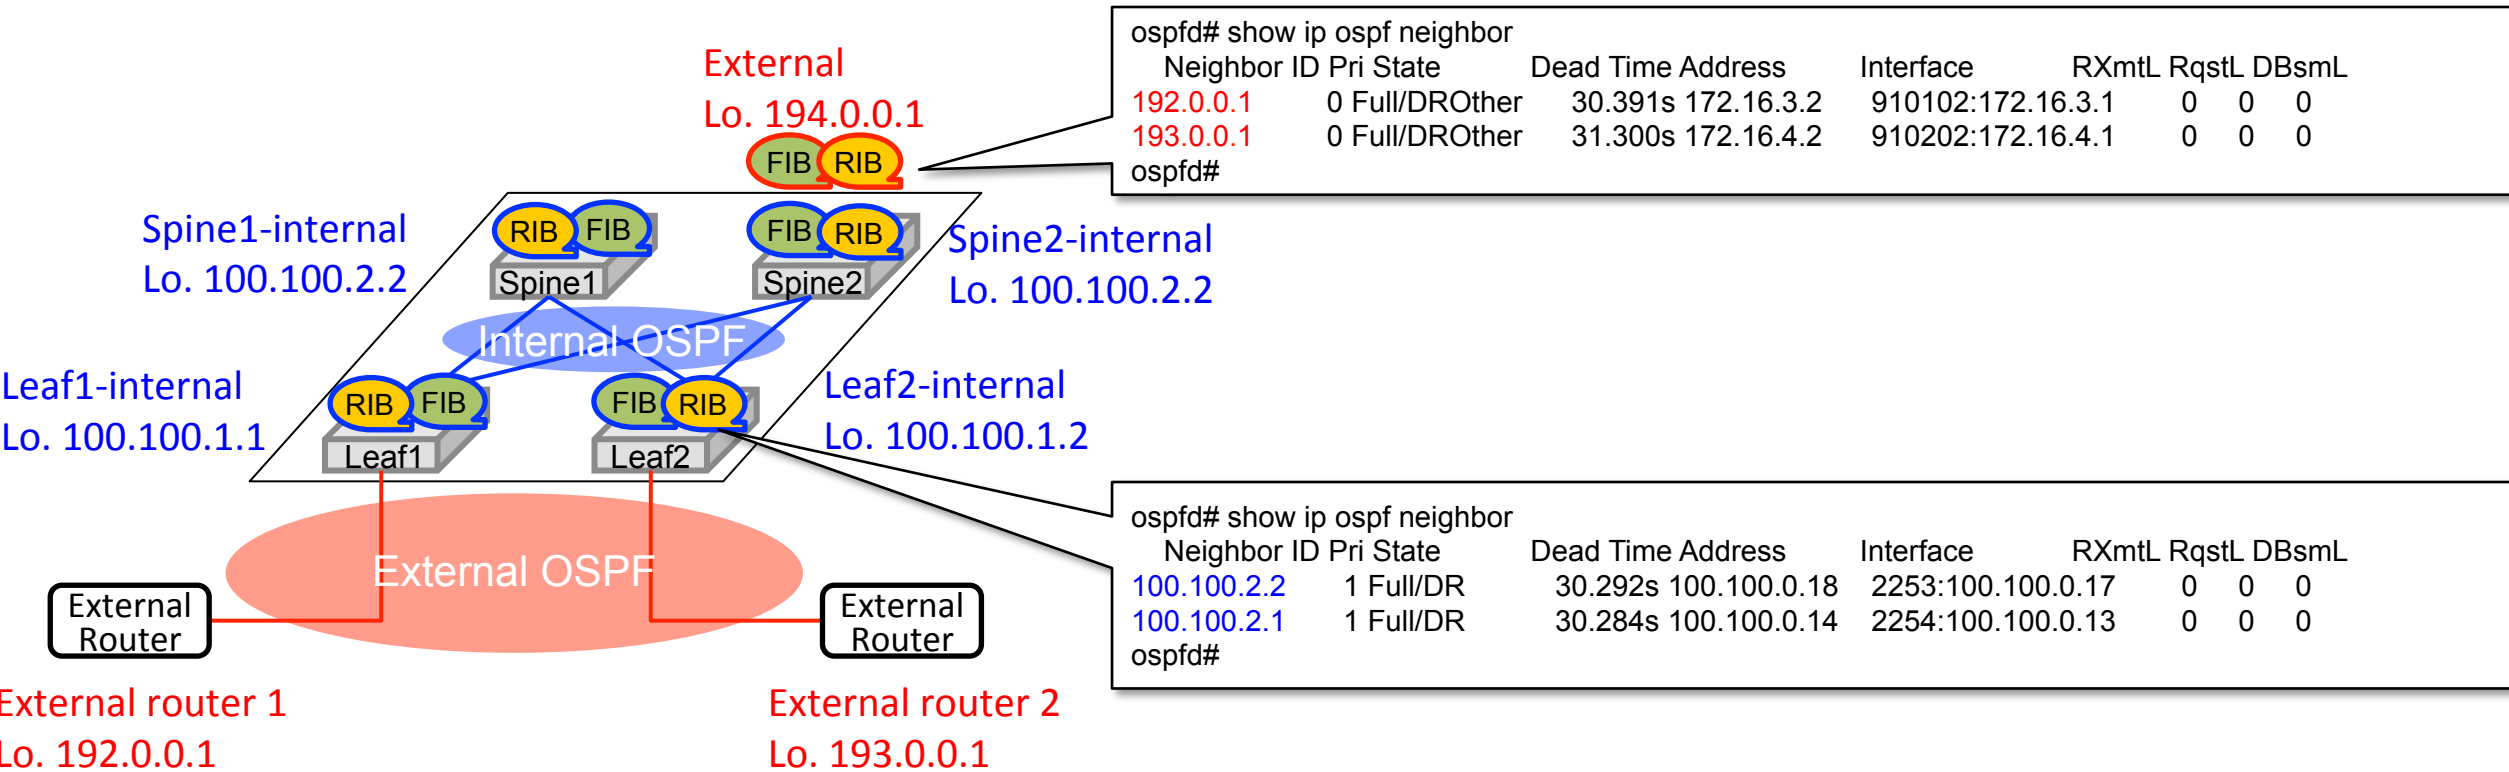 External
Lo. 194.0.0.1
FIB RIB
Spine1-internal
Lo. 100.100.2.2
RIB FIB
Spine1
FIB RIB
Spine2
Spine2-internal
Lo. 100.100.2.2
Internal OSPF
Leaf1-internal
Lo. 100.100.1.1
RIB FIB
Leaf1
FIB RIB
Leaf2
Leaf2-internal
Lo. 100.100.1.2
External OSPF
External
Router
External
Router
External router 1
Lo. 192.0.0.1
External router 2
Lo. 193.0.0.1
ospfd# show ip ospf neighbor
Neighbor ID Pri State Dead Time Address Interface RXmtL RqstL DBsmL
192.0.0.1 0 Full/DROther 30.391s 172.16.3.2 910102:172.16.3.1 0 0 0
193.0.0.1 0 Full/DROther 31.300s 172.16.4.2 910202:172.16.4.1 0 0 0
ospfd#
ospfd# show ip ospf neighbor
Neighbor ID Pri State Dead Time Address Interface RXmtL RqstL DBsmL
100.100.2.2 1 Full/DR 30.292s 100.100.0.18 2253:100.100.0.17 0 0 0
100.100.2.1 1 Full/DR 30.284s 100.100.0.14 2254:100.100.0.13 0 0 0
ospfd#